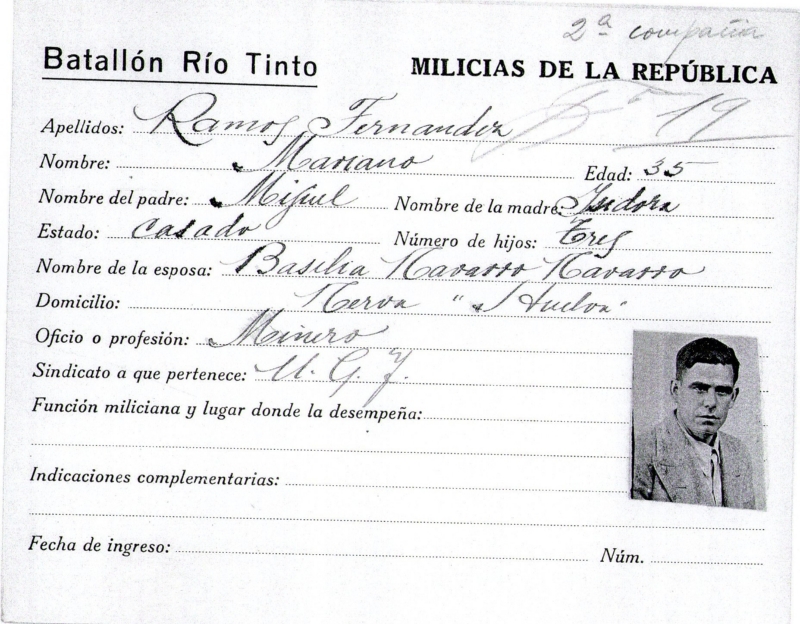 2ª compañia
Batallón Río Tinto
MILICIAS DE LA REPÚBLICA
Apellidos: Ramos Fernandez 19
Nombre: Mariano Edad: 35
Nombre del padre: Miguel Nombre de la madre: Isidora
Estado: casado Número de hijos: tres
Nombre de la esposa: Basilia Navarro Navarro
Domicilio: Nerva "Huelva"
Oficio o profesión: Minero
Sindicato a que pertenece: U. G. T.
Función miliciana y lugar donde la desempeña:
Indicaciones complementarias:
Fecha de ingreso: Núm.